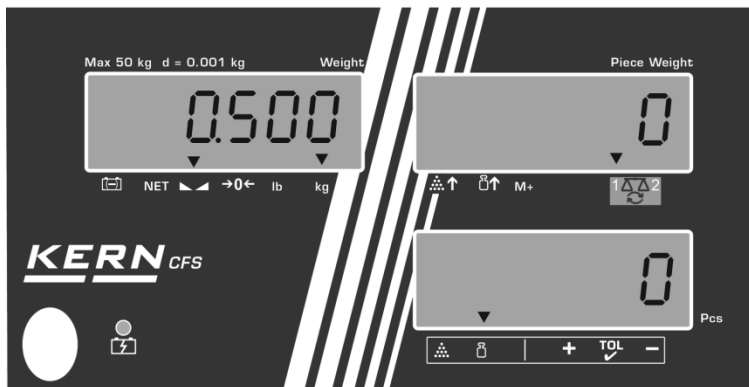 Max 50 kg d = 0.001 kg Weight
0.500
NET →0← lb kg
Piece Weight
0
M+
1 2
KERN CFS
0
Pcs
+ TOL −